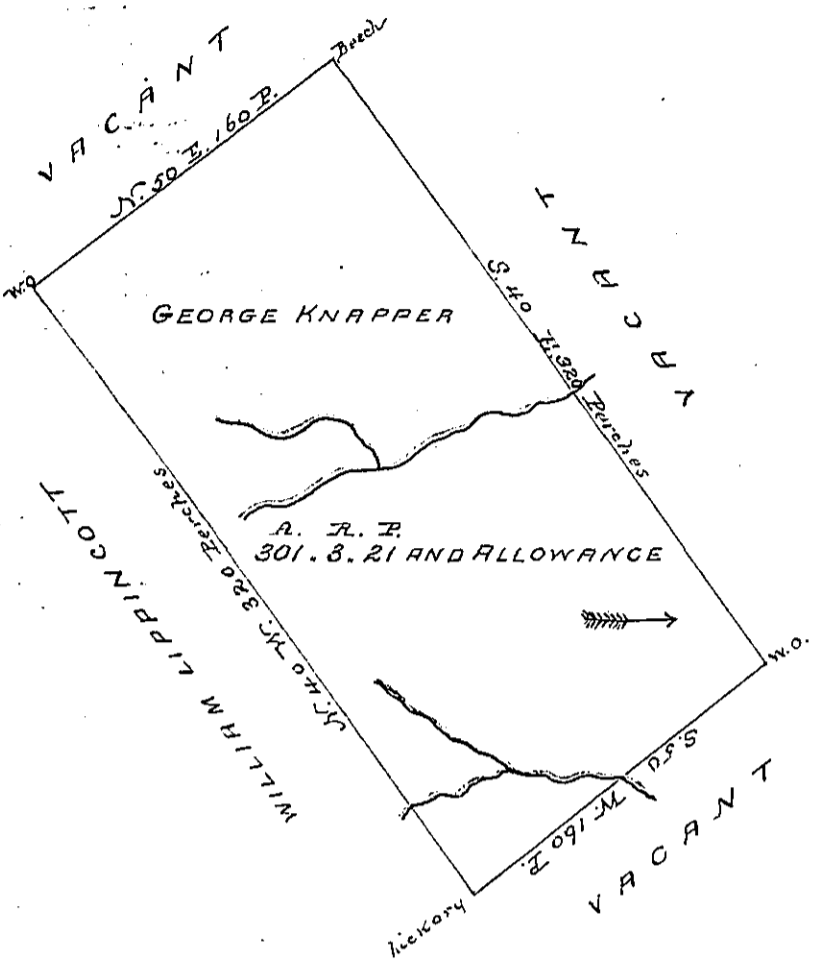 VACANT
Beech
N. 50 E. 160 P.
W.O
VACANT
GEORGE KNAPPER
S. 40 E. 320 Perches
N. 40 W. 320 Perches
WILLIAM LIPPINCOTT
A. R. P.
301. 3. 21 AND ALLOWANCE
W.O.
S. 50 W. 160 P.
VACANT
hickory